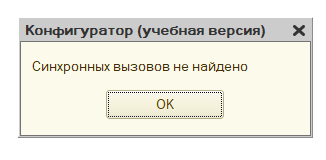 Конфигуратор (учебная версия)
Синхронных вызовов не найдено
OK